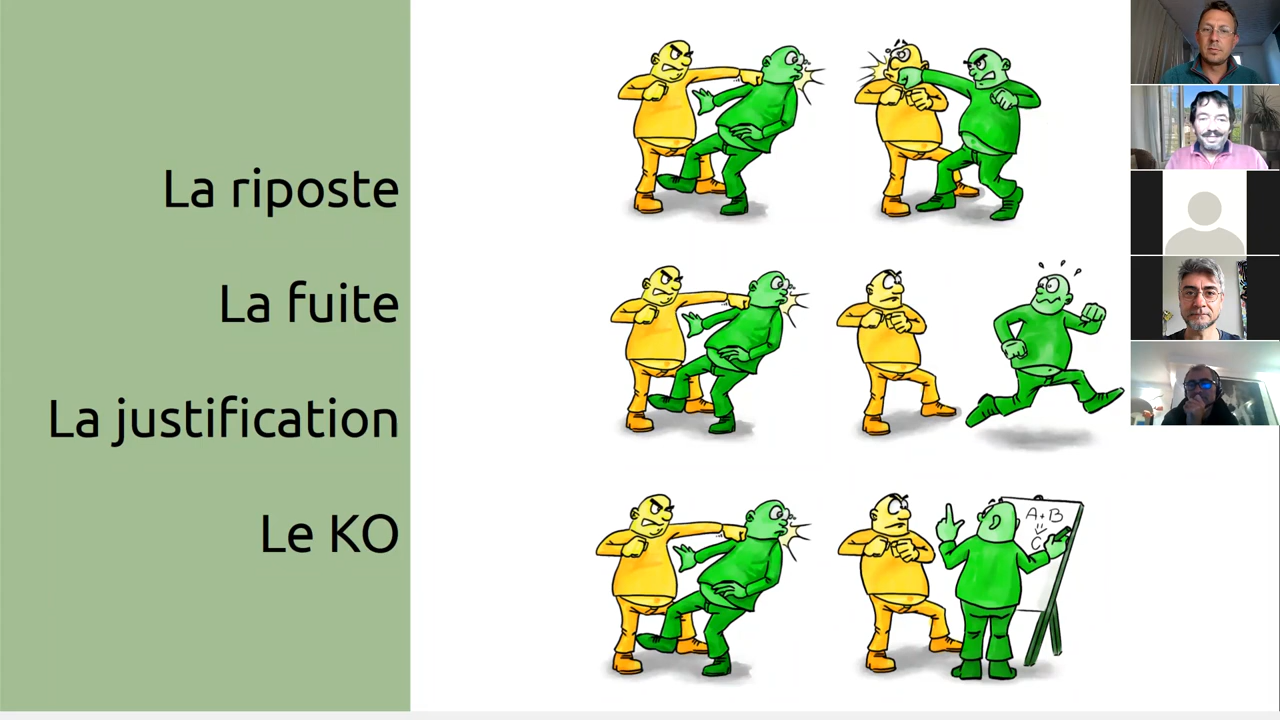 La riposte
La fuite
La justification
Le KO
A+B
C